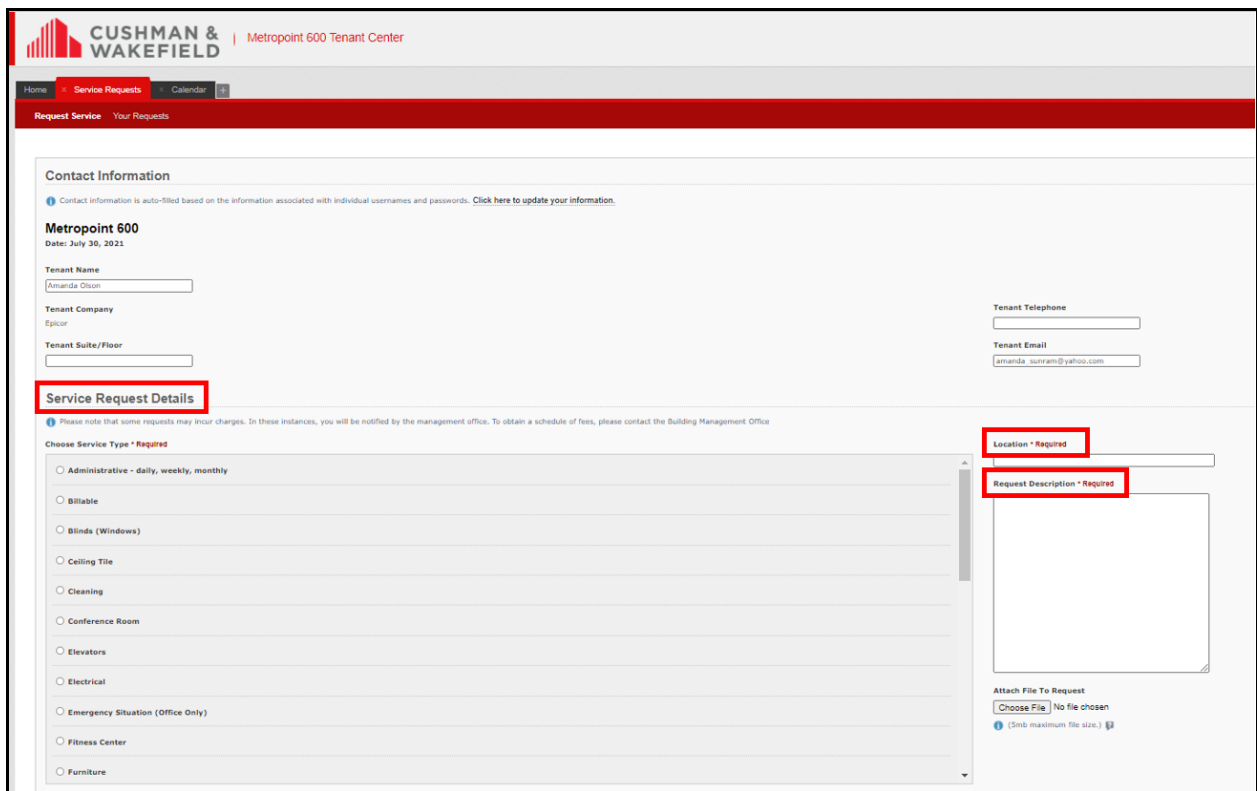 CUSHMAN &
WAKEFIELD
Metropoint 600 Tenant Center
Home × Service Requests × Calendar +
Request Service Your Requests
Contact Information
Contact information is auto-filled based on the information associated with individual usernames and passwords. Click here to update your information.
Metropoint 600
Date: July 30, 2021
Tenant Name
Amanda Olson
Tenant Company
Epicor
Tenant Telephone
Tenant Suite/Floor
Tenant Email
amanda_sunram@yahoo.com
Service Request Details
Please note that some requests may incur charges. In these instances, you will be notified by the management office. To obtain a schedule of fees, please contact the Building Management Office
Choose Service Type * Required
Administrative - daily, weekly, monthly
Billable
Blinds (Windows)
Ceiling Tile
Cleaning
Conference Room
Elevators
Electrical
Emergency Situation (Office Only)
Fitness Center
Furniture
Location * Required
Request Description * Required
Attach File To Request
Choose File No file chosen
(5mb maximum file size.)